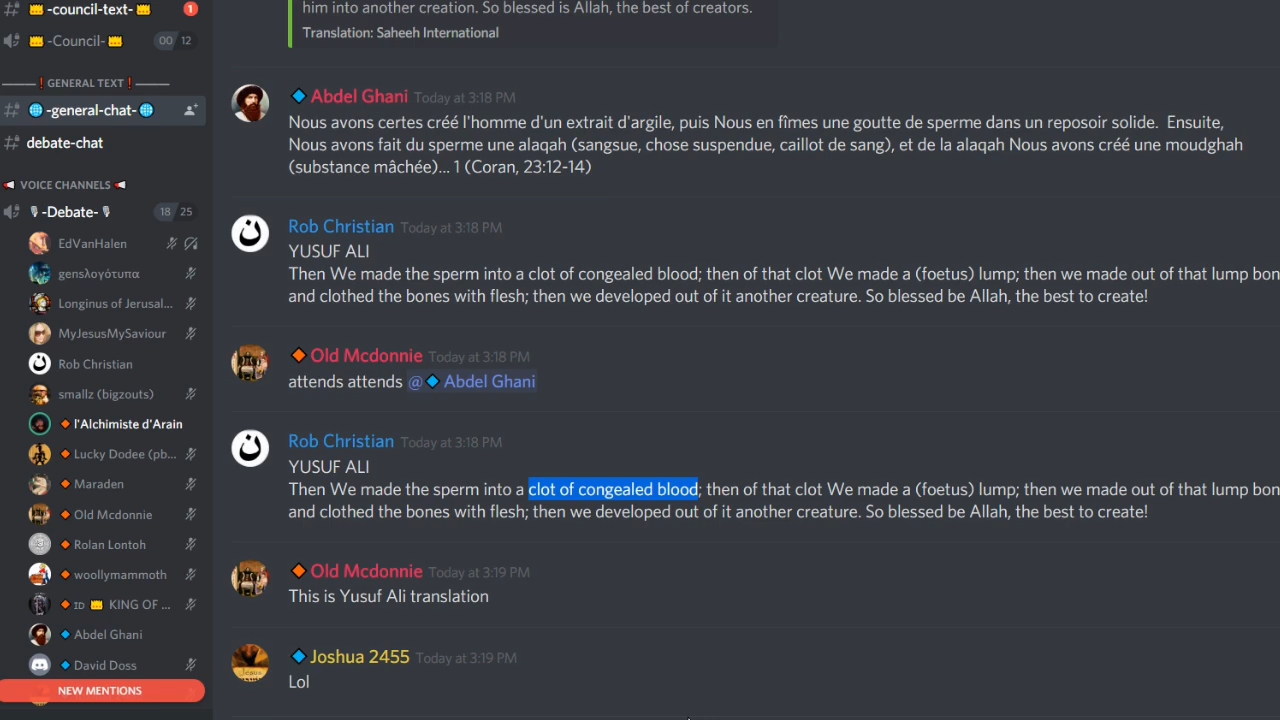 -council-text-
1
-Council-
00 12
GENERAL TEXT
-general-chat-
debate-chat
VOICE CHANNELS
-Debate-
18 25
EdVanHalen
gensλογότυπα
Longinus of Jerusal...
MyJesusMySaviour
Rob Christian
smallz (bigzouts)
l'Alchimiste d'Arain
Lucky Dodee (pb...
Maraden
Old Mcdonnie
Rolan Lontoh
woollymammoth
ID KING OF ...
Abdel Ghani
David Doss
NEW MENTIONS
him into another creation. So blessed is Allah, the best of creators.
Translation: Saheeh International
Abdel Ghani Today at 3:18 PM
Nous avons certes créé l'homme d'un extrait d'argile, puis Nous en fîmes une goutte de sperme dans un reposoir solide. Ensuite,
Nous avons fait du sperme une alaqah (sangsue, chose suspendue, caillot de sang), et de la alaqah Nous avons créé une moudghah
(substance mâchée)... 1 (Coran, 23:12-14)
Rob Christian Today at 3:18 PM
YUSUF ALI
Then We made the sperm into a clot of congealed blood; then of that clot We made a (foetus) lump; then we made out of that lump bon
and clothed the bones with flesh; then we developed out of it another creature. So blessed be Allah, the best to create!
Old Mcdonnie Today at 3:18 PM
attends attends @ Abdel Ghani
Rob Christian Today at 3:18 PM
YUSUF ALI
Then We made the sperm into a clot of congealed blood; then of that clot We made a (foetus) lump; then we made out of that lump bon
and clothed the bones with flesh; then we developed out of it another creature. So blessed be Allah, the best to create!
Old Mcdonnie Today at 3:19 PM
This is Yusuf Ali translation
Joshua 2455 Today at 3:19 PM
Lol